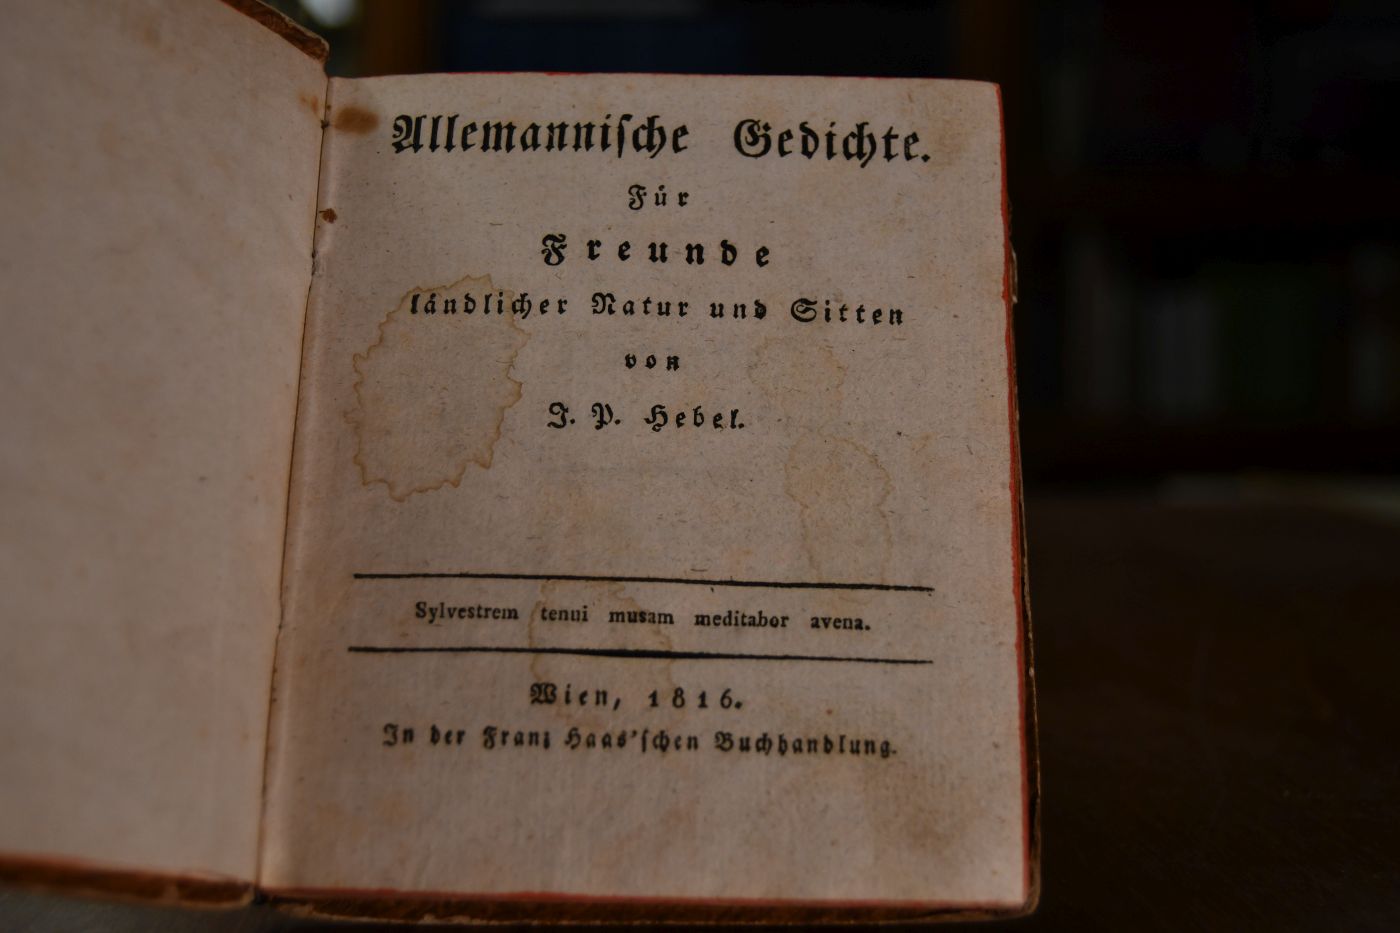 Allemannische Gedichte.
Für
Freunde
ländlicher Natur und Sitten
von
J. P. Hebel.
Sylvestrem tenui musam meditabor avena.
Wien, 1816.
In der Franz Haas'schen Buchhandlung.